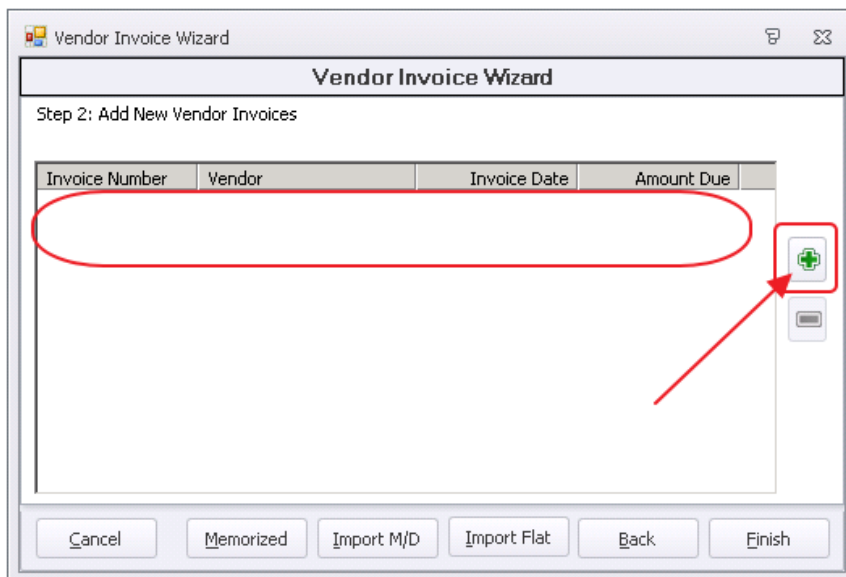 Vendor Invoice Wizard
Vendor Invoice Wizard
Step 2: Add New Vendor Invoices
Invoice Number Vendor Invoice Date Amount Due
Cancel Memorized Import M/D Import Flat Back Finish